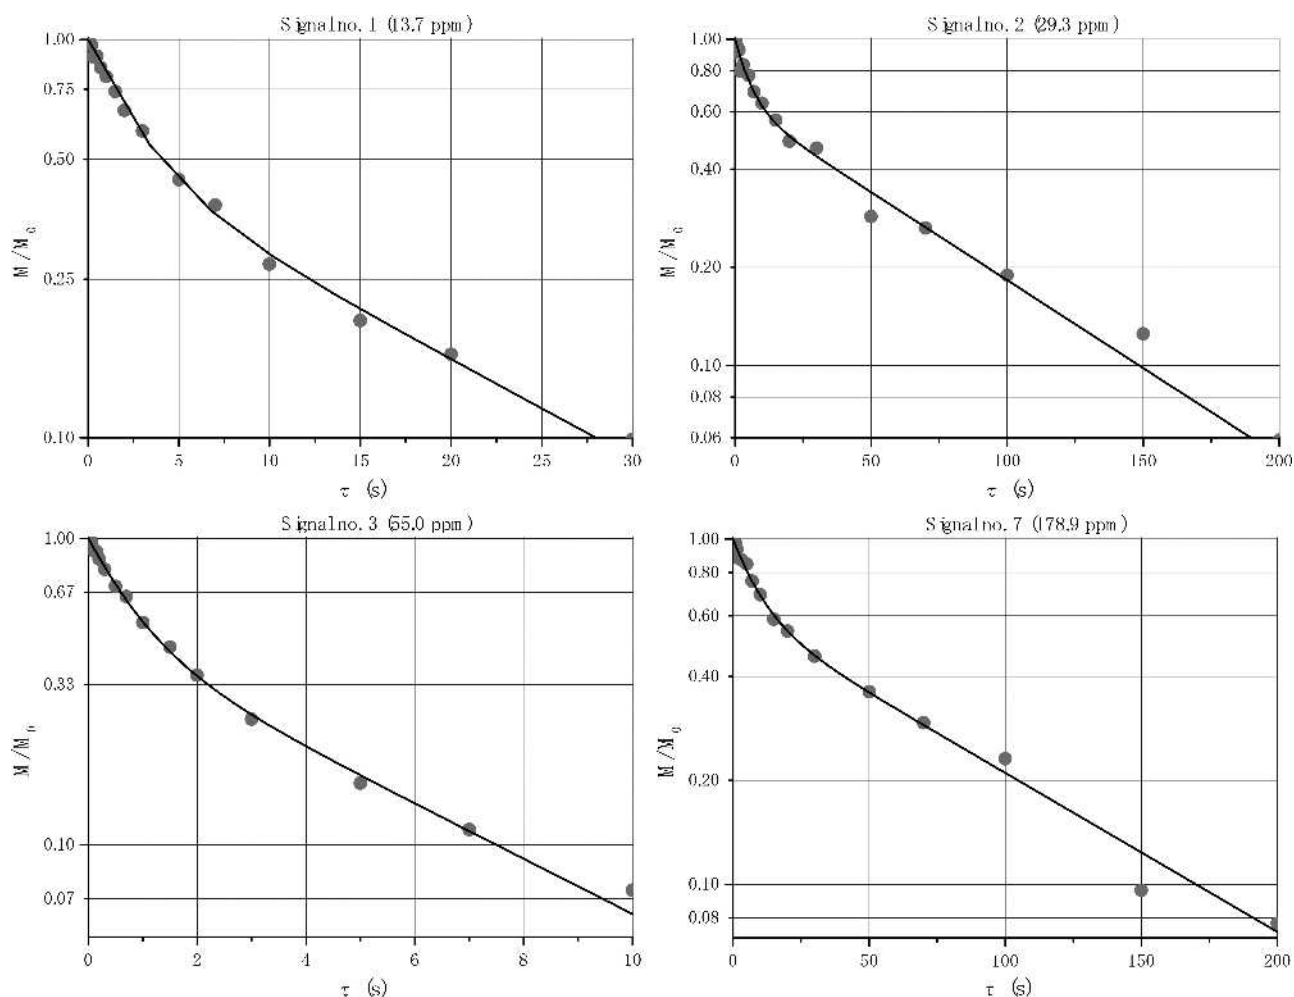 Signal no. 1 (13.7 ppm)
1.00
0.75
0.50
0.25
0.10
M/M₀
0 5 10 15 20 25 30
τ (s)
Signal no. 2 (29.3 ppm)
1.00
0.80
0.60
0.40
0.20
0.10
0.08
0.06
M/M₀
0 50 100 150 200
τ (s)
Signal no. 3 (55.0 ppm)
1.00
0.67
0.33
0.10
0.07
M/M₀
0 2 4 6 8 10
τ (s)
Signal no. 7 (178.9 ppm)
1.00
0.80
0.60
0.40
0.20
0.10
0.08
M/M₀
0 50 100 150 200
τ (s)